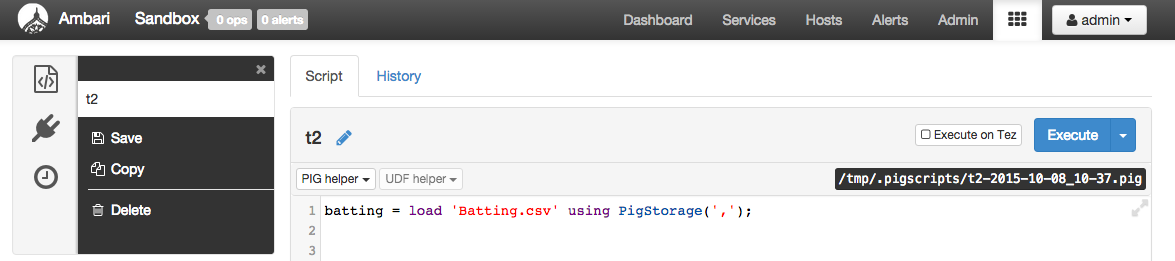 Ambari Sandbox 0 ops 0 alerts Dashboard Services Hosts Alerts Admin admin
t2
Save
Copy
Delete
Script History
t2 Execute on Tez Execute
PIG helper UDF helper /tmp/.pigscripts/t2-2015-10-08_10-37.pig
1 batting = load 'Batting.csv' using PigStorage(',');
2
3